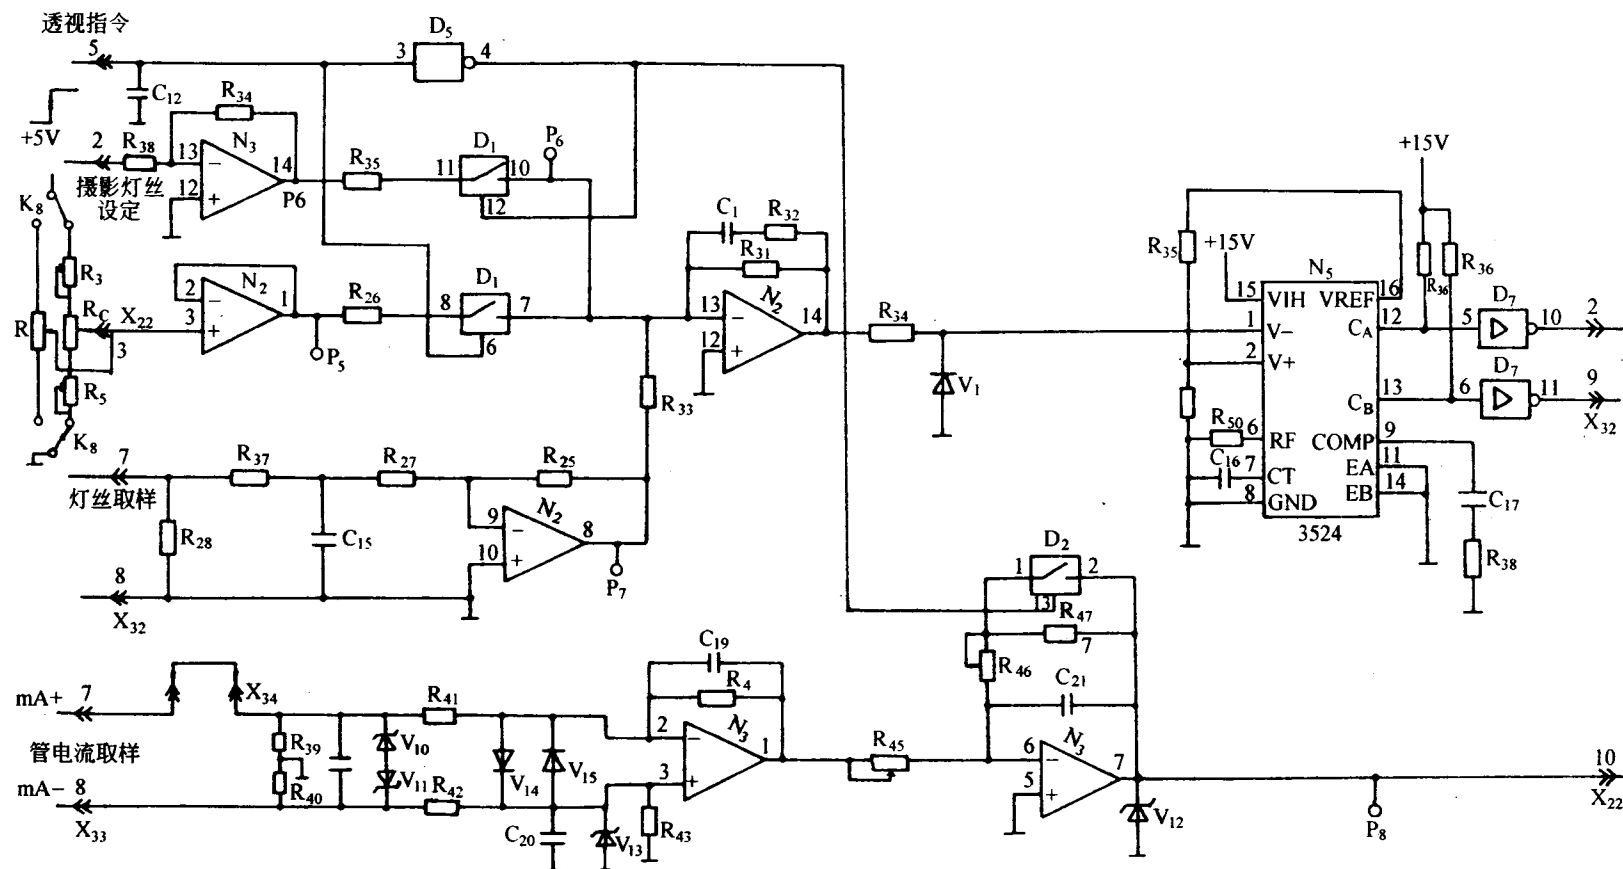 透视指令
5
3
D5
4
C12
+5V
R34
2
R38
13
N3
14
12
P6
摄影灯丝
设定
R35
11
D1
10
P6
12
K8
R3
RC
X22
3
R
R5
K8
2
N2
1
3
P5
R26
8
D1
7
6
C1
R32
R31
13
N2
14
12
R34
V1
R33
7
灯丝取样
R37
R27
R25
R28
C15
9
N2
8
10
P7
8
X32
R35
+15V
N5
15
VIH
VREF
16
1
V−
CA
12
2
V+
CB
13
R50
6
RF
COMP
9
C16
7
CT
EA
11
8
GND
EB
14
3524
+15V
R36
R36
5
D7
10
2
6
D7
11
9
X32
C17
R38
1
D2
2
13
R47
7
R46
C21
mA+
7
X34
管电流取样
mA−
8
X33
R39
R40
V10
V11
R41
R42
V14
V15
C20
V13
R43
C19
R4
2
N3
1
3
R45
6
N3
7
5
V12
P8
10
X22